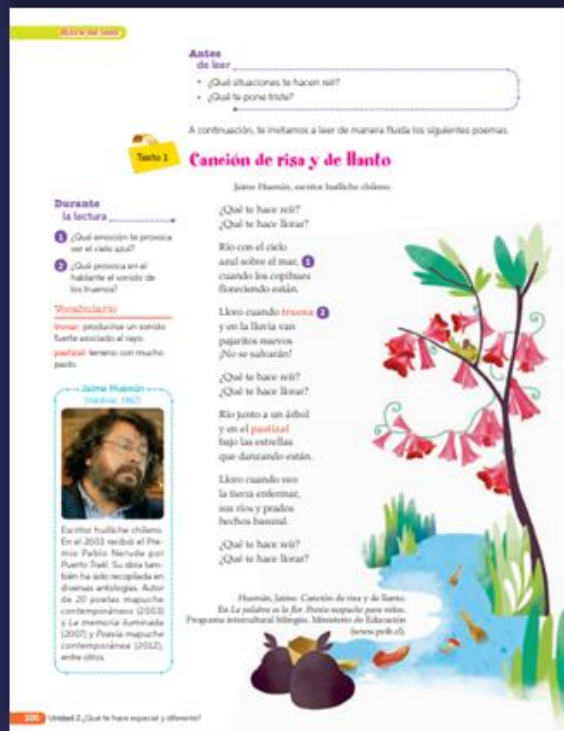 Hora de leer
Antes
de leer
• ¿Qué situaciones te hacen reír?
• ¿Qué te pone triste?
A continuación, te invitamos a leer de manera fluida los siguientes poemas.
Texto 1
Canción de risa y de llanto
Jaime Huenún, escritor huilliche chileno.
¿Qué te hace reír?
¿Qué te hace llorar?
Río con el cielo
azul sobre el mar, 1
cuando los copihues
floreciendo están.
Lloro cuando truena 2
y en la lluvia van
pajaritos nuevos
¡No se salvarán!
¿Qué te hace reír?
¿Qué te hace llorar?
Río junto a un árbol
y en el pastizal
bajo las estrellas
que danzando están.
Lloro cuando veo
la tierra enfermar,
sus ríos y prados
hechos basural.
¿Qué te hace reír?
¿Qué te hace llorar?
Huenún, Jaime. Canción de risa y de llanto.
En La palabra es la flor. Poesía mapuche para niños.
Programa intercultural bilingüe. Ministerio de Educación
(www.peib.cl).
Durante
la lectura
1 ¿Qué emoción te provoca
ver el cielo azul?
2 ¿Qué provoca en el
hablante el sonido de
los truenos?
Vocabulario
tronar: producirse un sonido
fuerte asociado al rayo.
pastizal: terreno con mucho
pasto.
Jaime Huenún
(Valdivia, 1967)
Escritor huilliche chileno.
En el 2003 recibió el Pre-
mio Pablo Neruda por
Puerto Trakl. Su obra tam-
bién ha sido recopilada en
diversas antologías. Autor
de 20 poetas mapuche
contemporáneos (2003)
y La memoria iluminada
(2007) y Poesía mapuche
contemporánea (2012),
entre otros.
Unidad 2 ¿Qué te hace especial y diferente?